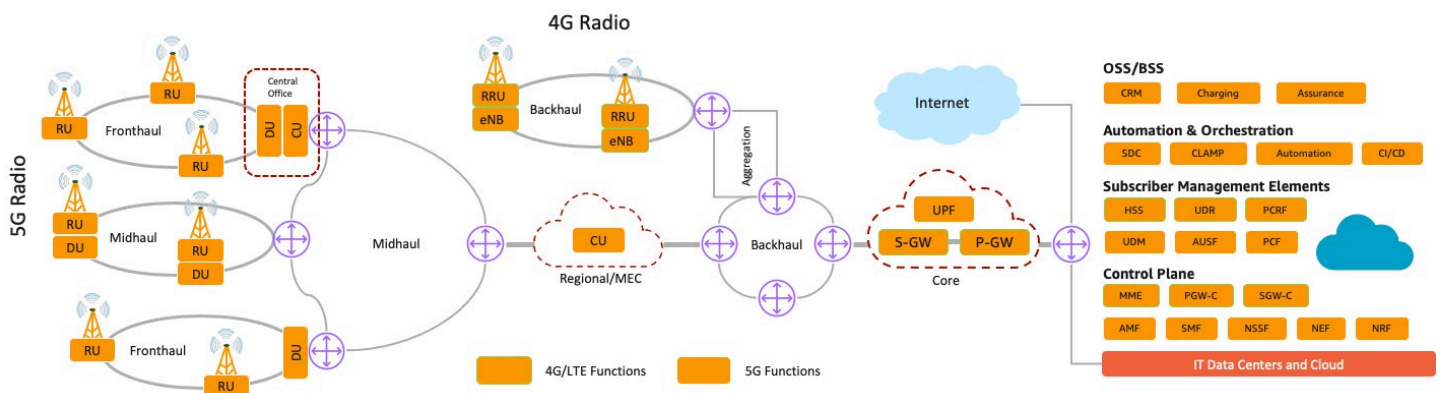 4G Radio
5G Radio
RU
RU
RU
RU
Fronthaul
Central
Office
DU
CU
RU
DU
RU
DU
Midhaul
RU
RU
Fronthaul
DU
Midhaul
RRU
eNB
Backhaul
RRU
eNB
Aggregation
CU
Regional/MEC
Backhaul
Internet
UPF
S-GW
P-GW
Core
4G/LTE Functions
5G Functions
OSS/BSS
CRM
Charging
Assurance
Automation & Orchestration
SDC
CLAMP
Automation
CI/CD
Subscriber Management Elements
HSS
UDR
PCRF
UDM
AUSF
PCF
Control Plane
MME
PGW-C
SGW-C
AMF
SMF
NSSF
NEF
NRF
IT Data Centers and Cloud